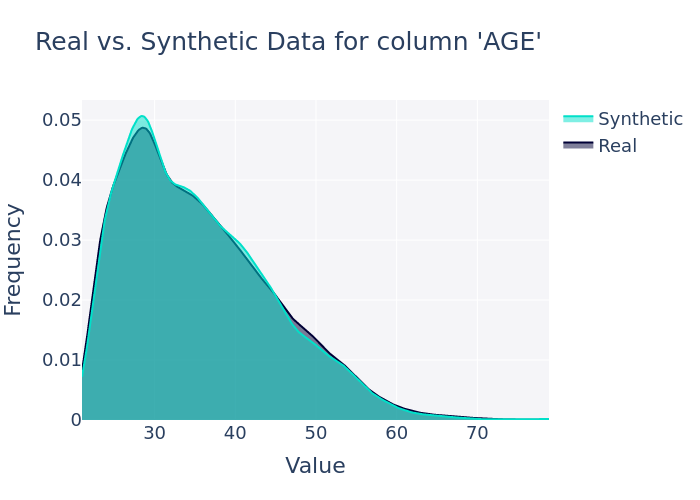 Real vs. Synthetic Data for column 'AGE'
Synthetic
Real
0.05
0.04
0.03
0.02
0.01
0
Frequency
30 40 50 60 70
Value